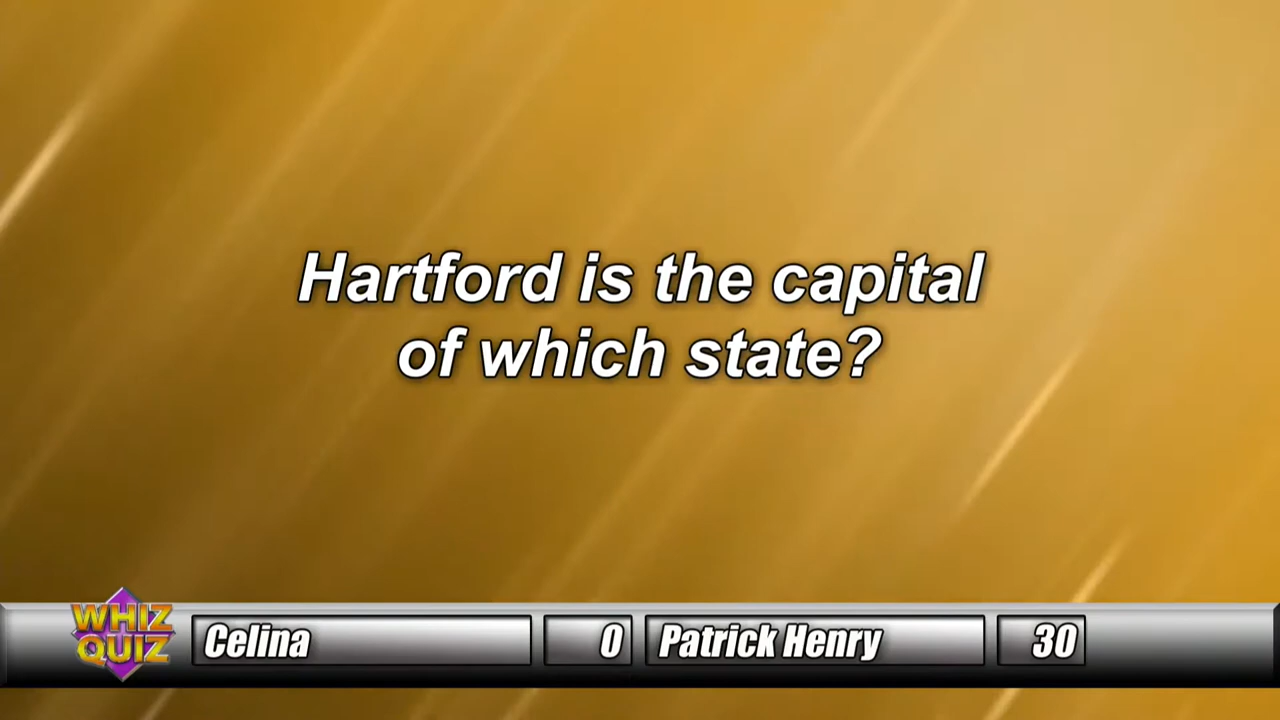 Hartford is the capital
of which state?
WHIZ
QUIZ
Celina 0 Patrick Henry 30